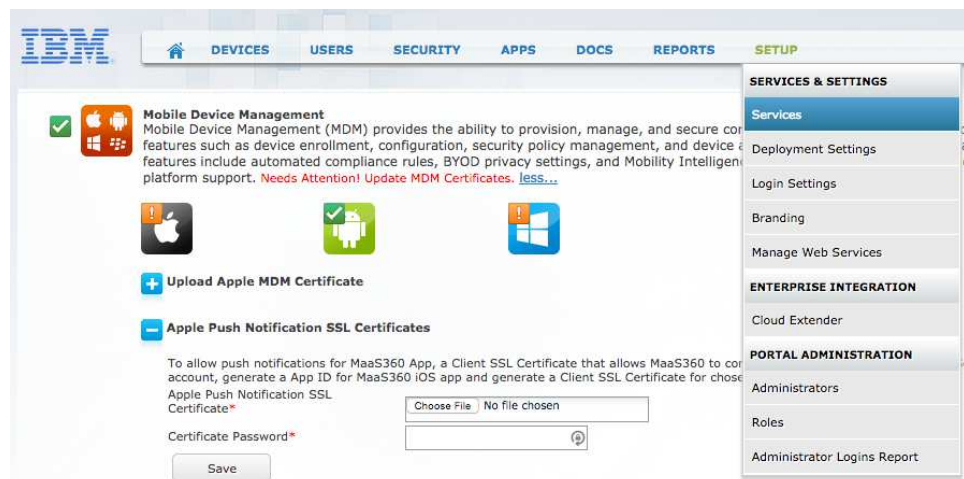 IBM
DEVICES USERS SECURITY APPS DOCS REPORTS SETUP
Mobile Device Management
Mobile Device Management (MDM) provides the ability to provision, manage, and secure
features such as device enrollment, configuration, security policy management, and device
features include automated compliance rules, BYOD privacy settings, and Mobility
platform support. Needs Attention! Update MDM Certificates. less...
Upload Apple MDM Certificate
Apple Push Notification SSL Certificates
To allow push notifications for MaaS360 App, a Client SSL Certificate that allows MaaS360 to
account, generate a App ID for MaaS360 iOS app and generate a Client SSL Certificate for
Apple Push Notification SSL
Certificate*
Choose File No file chosen
Certificate Password*
Save
SERVICES & SETTINGS
Services
Deployment Settings
Login Settings
Branding
Manage Web Services
ENTERPRISE INTEGRATION
Cloud Extender
PORTAL ADMINISTRATION
Administrators
Roles
Administrator Logins Report